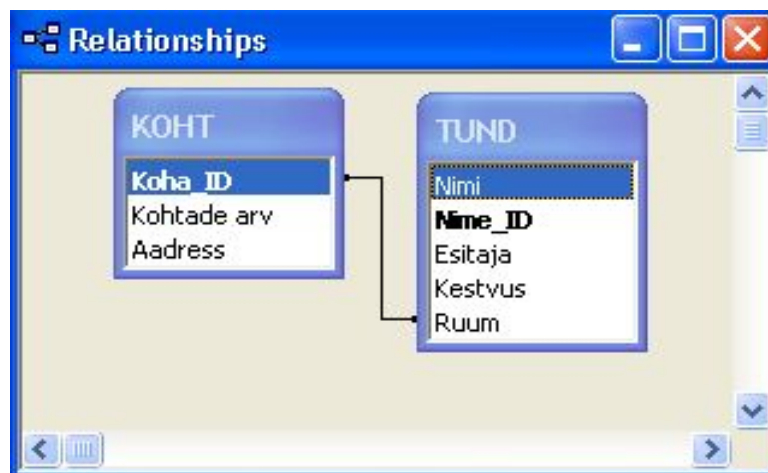 Relationships
KOHT
Koha_ID
Kohtade arv
Aadress
TUND
Nimi
Nime_ID
Esitaja
Kestvus
Ruum